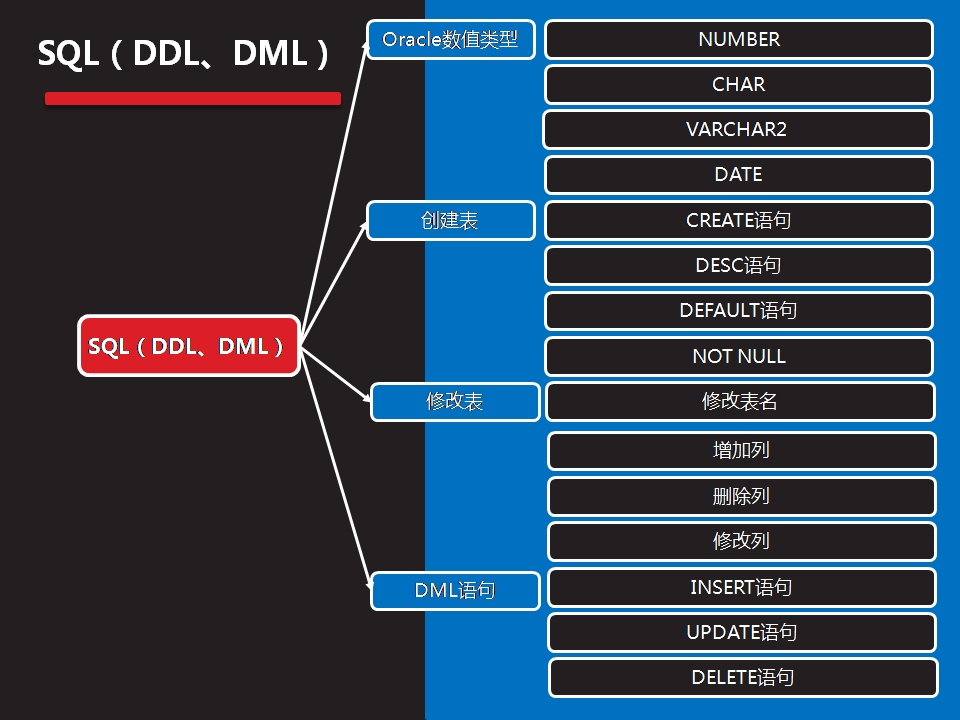 SQL（DDL、DML）
SQL（DDL、DML）
Oracle数值类型
NUMBER
CHAR
VARCHAR2
DATE
创建表
CREATE语句
DESC语句
DEFAULT语句
NOT NULL
修改表
修改表名
增加列
删除列
修改列
DML语句
INSERT语句
UPDATE语句
DELETE语句